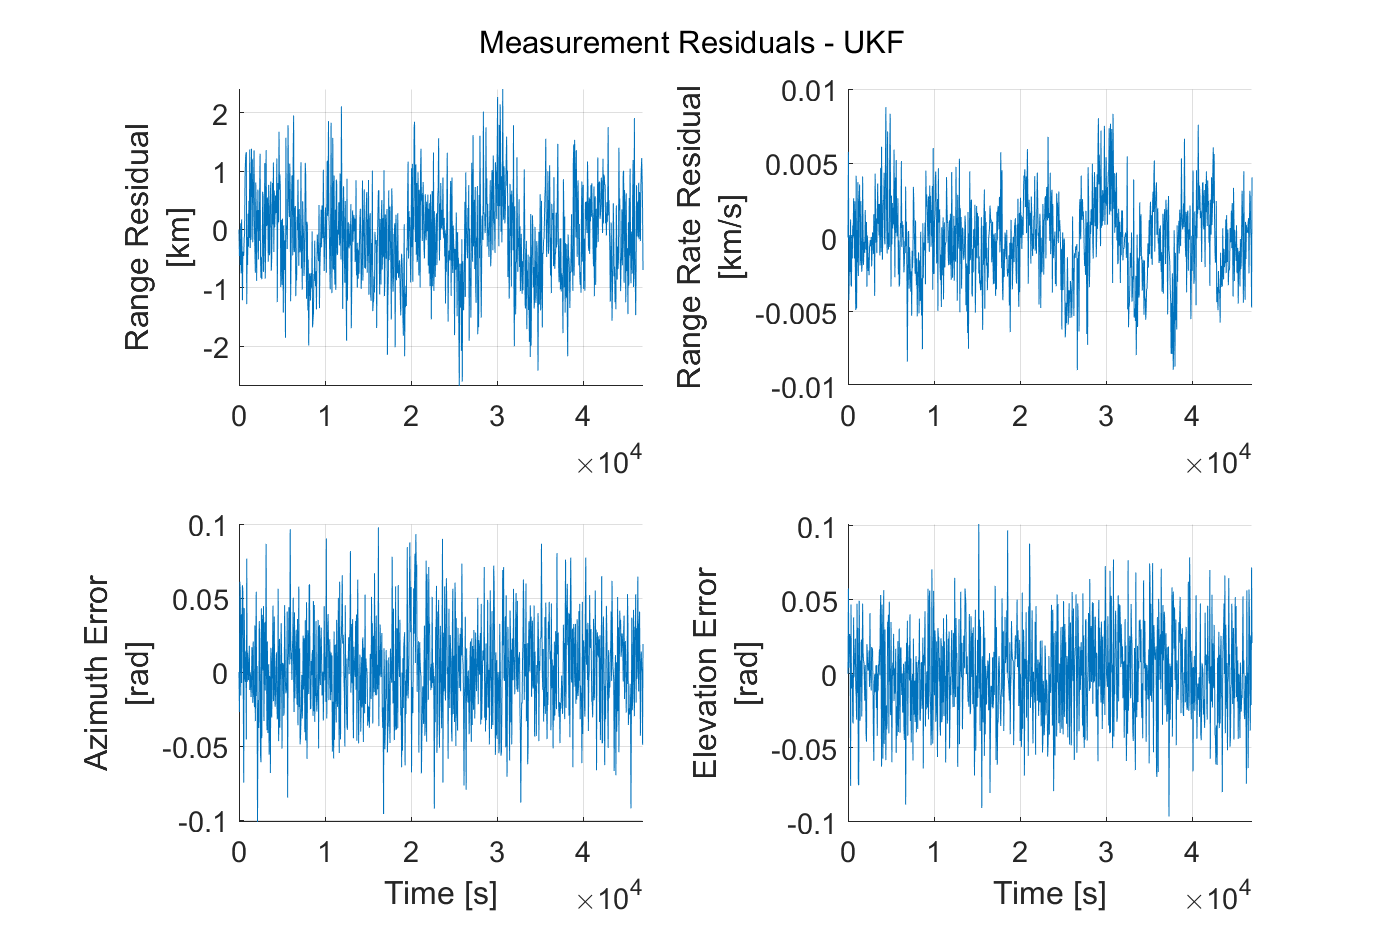 Measurement Residuals - UKF
Range Residual
[km]
2
1
0
-1
-2
0 1 2 3 4
×10^4
Range Rate Residual
[km/s]
0.01
0.005
0
-0.005
-0.01
0 1 2 3 4
×10^4
Azimuth Error
[rad]
0.1
0.05
0
-0.05
-0.1
0 1 2 3 4
Time [s]
×10^4
Elevation Error
[rad]
0.1
0.05
0
-0.05
-0.1
0 1 2 3 4
Time [s]
×10^4